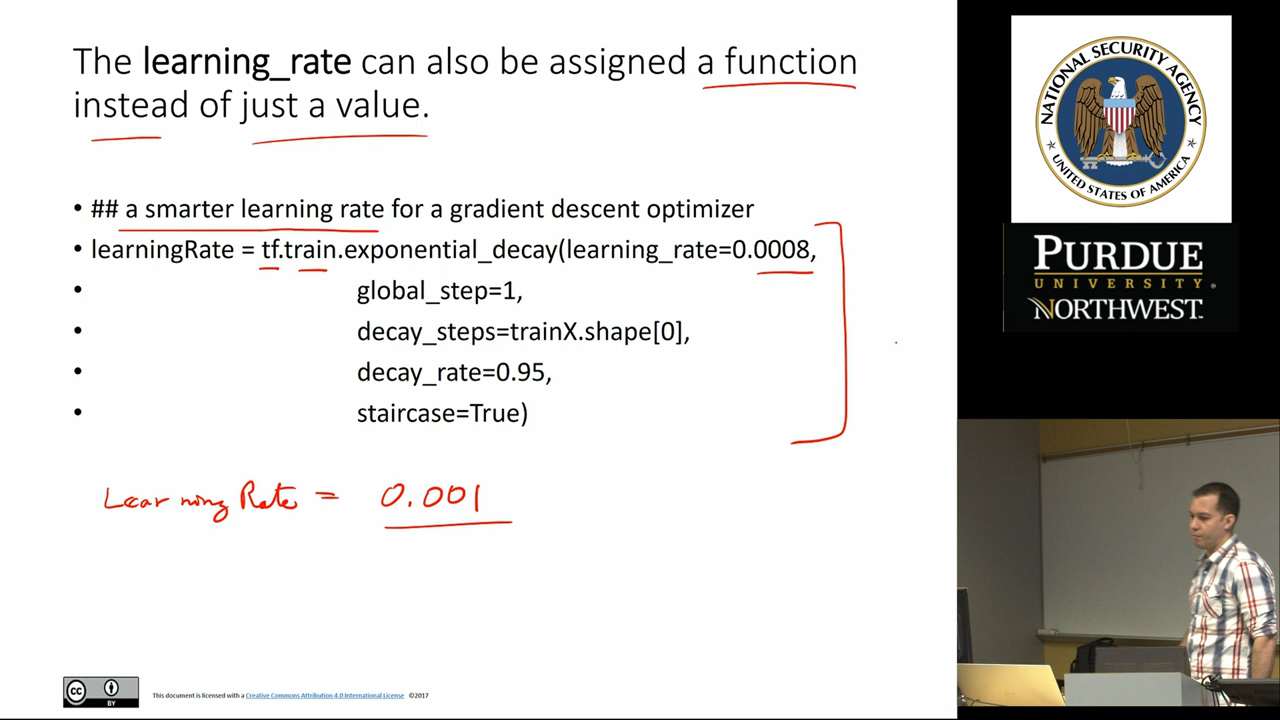 The learning_rate can also be assigned a function
instead of just a value.
• ## a smarter learning rate for a gradient descent optimizer
• learningRate = tf.train.exponential_decay(learning_rate=0.0008,
• global_step=1,
• decay_steps=trainX.shape[0],
• decay_rate=0.95,
• staircase=True)
Learning Rate = 0.001
cc BY
This document is licensed with a Creative Commons Attribution 4.0 International License ©2017
NATIONAL SECURITY AGENCY
UNITED STATES OF AMERICA
PURDUE
UNIVERSITY
NORTHWEST